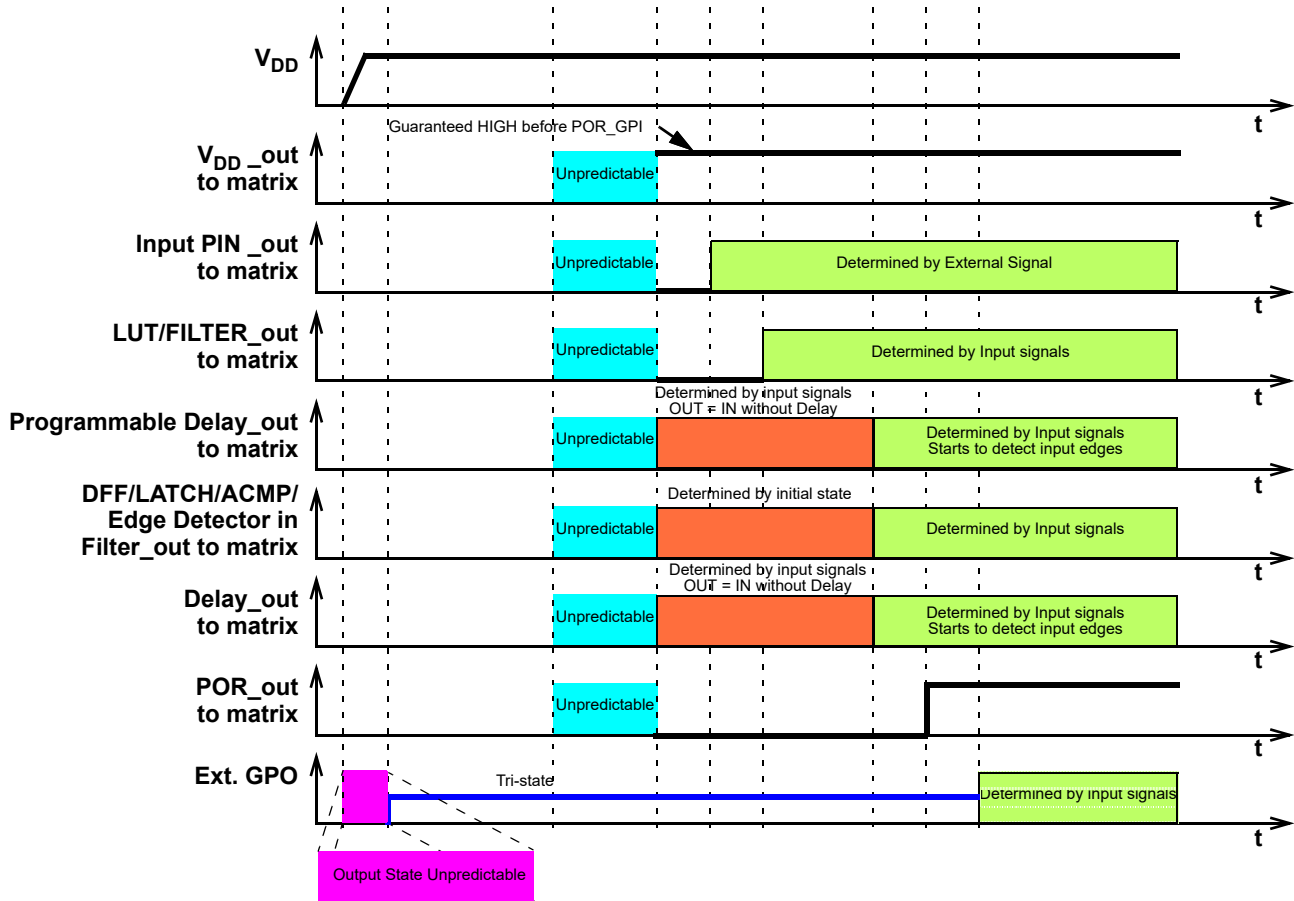 V_DD
t
Guaranteed HIGH before POR_GPI
V_DD _out
to matrix
Unpredictable
t
Input PIN _out
to matrix
Unpredictable
Determined by External Signal
t
LUT/FILTER_out
to matrix
Unpredictable
Determined by Input signals
t
Determined by input signals
OUT = IN without Delay
Programmable Delay_out
to matrix
Unpredictable
Determined by Input signals
Starts to detect input edges
t
DFF/LATCH/ACMP/
Edge Detector in
Filter_out to matrix
Determined by initial state
Unpredictable
Determined by Input signals
t
Determined by input signals
OUT = IN without Delay
Delay_out
to matrix
Unpredictable
Determined by Input signals
Starts to detect input edges
t
POR_out
to matrix
Unpredictable
t
Ext. GPO
Tri-state
Determined by input signals
t
Output State Unpredictable